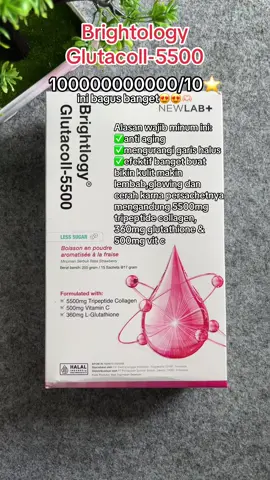 Brightology
Glutacoll-5500
100000000000/10⭐
ini bagus banget😍😍
NEWLAB+
Brightlogy®
Glutacoll-5500
Alasan wajib minum ini:
✅anti aging
✅mengurangi garis halus
✅efektif banget buat
bikin kulit makin
lembab,glowing dan
cerah karna persachetnya
mengandung 5500mg
tripeptide collagen,
360mg glutathione &
500mg vit c
LESS SUGAR
Boisson en poudre
aromatisée à la fraise
Formulated with:
5500mg Tripeptide Collagen
500mg Vitamin C
360mg L-Glutathione
HALAL
INDONESIA